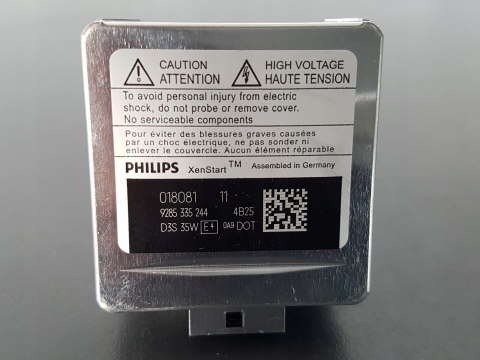 CAUTION
ATTENTION
HIGH VOLTAGE
HAUTE TENSION
To avoid personal injury from electric
shock, do not probe or remove cover.
No serviceable components
Pour éviter des blessures graves causées
par un choc électrique, ne pas sonder ni
enlever le couvercle. Aucun élément réparable
PHILIPS XenStart™ Assembled in Germany
018081 11
9285 335 244 4B25
D3S 35W E4 0A9 DOT